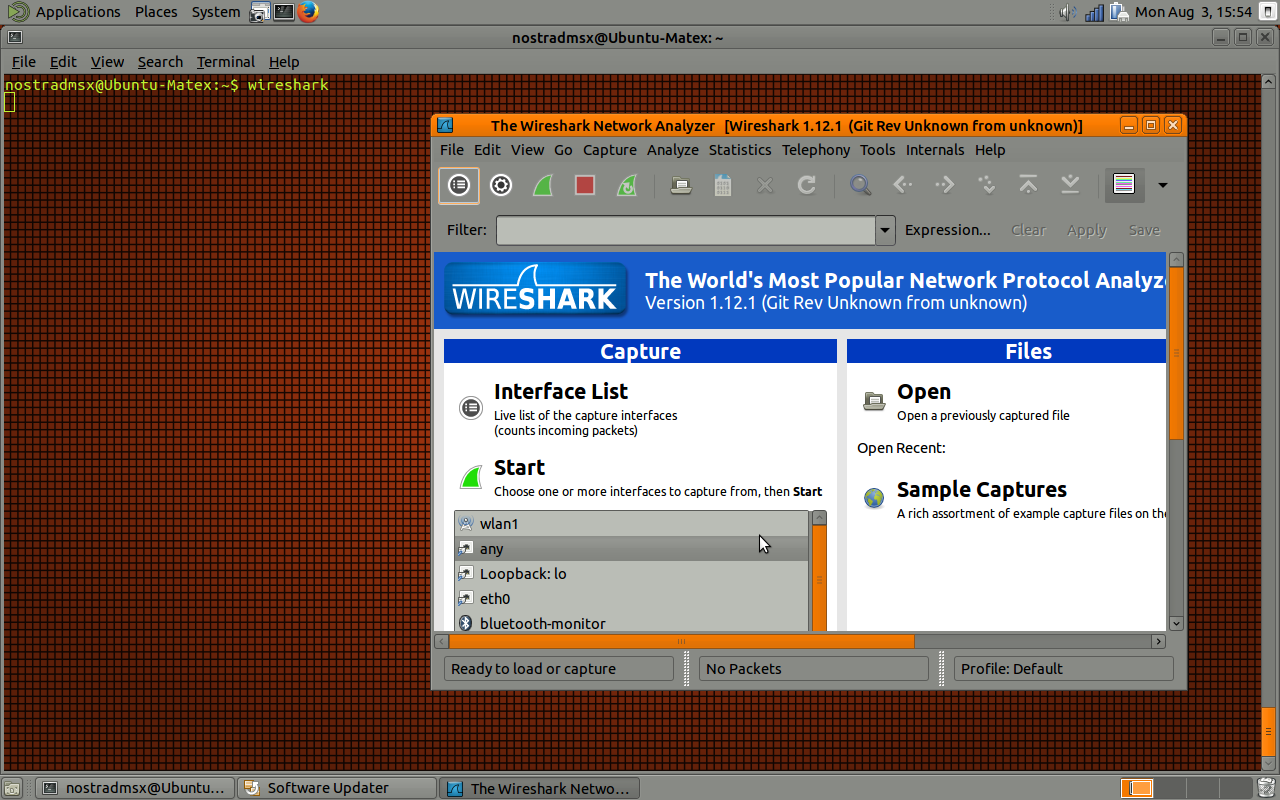 Applications Places System
Mon Aug 3, 15:54
nostradmsx@Ubuntu-Matex: ~
File Edit View Search Terminal Help
nostradmsx@Ubuntu-Matex:~$ wireshark
The Wireshark Network Analyzer [Wireshark 1.12.1 (Git Rev Unknown from unknown)]
File Edit View Go Capture Analyze Statistics Telephony Tools Internals Help
Filter: Expression... Clear Apply Save
WIRESHARK
The World's Most Popular Network Protocol Analyze
Version 1.12.1 (Git Rev Unknown from unknown)
Capture
Interface List
Live list of the capture interfaces
(counts incoming packets)
Start
Choose one or more interfaces to capture from, then Start
wlan1
any
Loopback: lo
eth0
bluetooth-monitor
Files
Open
Open a previously captured file
Open Recent:
Sample Captures
A rich assortment of example capture files on the
Ready to load or capture
No Packets
Profile: Default
nostradmsx@Ubuntu...
Software Updater
The Wireshark Netwo...